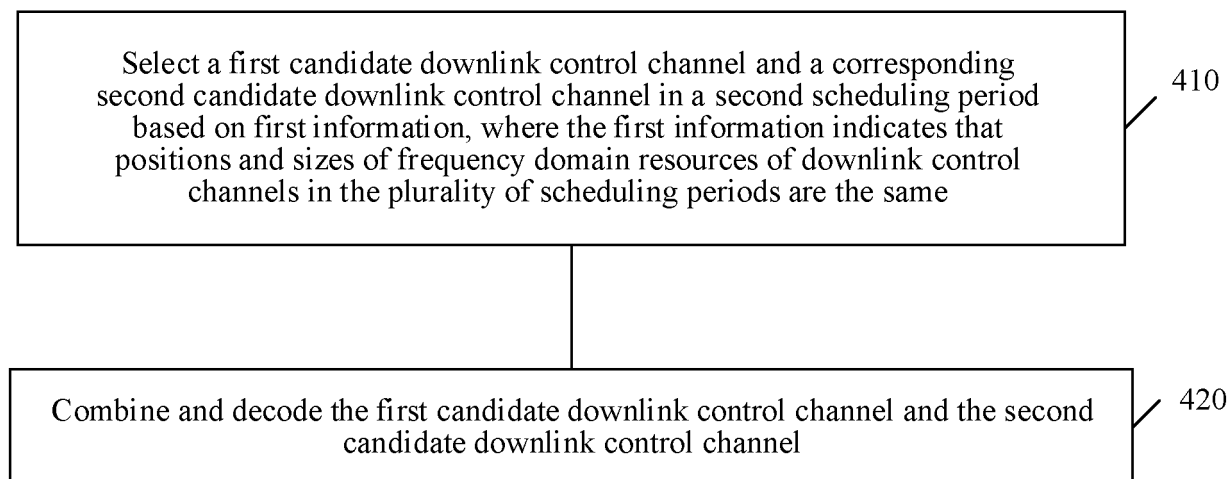 Select a first candidate downlink control channel and a corresponding
second candidate downlink control channel in a second scheduling period
based on first information, where the first information indicates that
positions and sizes of frequency domain resources of downlink control
channels in the plurality of scheduling periods are the same
410
Combine and decode the first candidate downlink control channel and the second
candidate downlink control channel
420